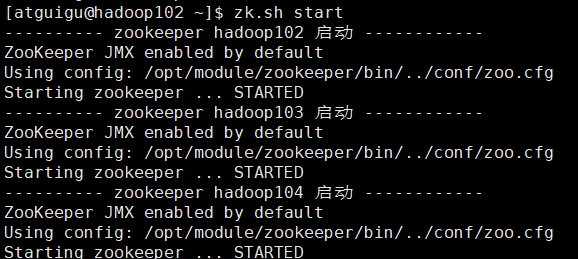 [atguigu@hadoop102 ~]$ zk.sh start
---------- zookeeper hadoop102 启动 ------------
ZooKeeper JMX enabled by default
Using config: /opt/module/zookeeper/bin/../conf/zoo.cfg
Starting zookeeper ... STARTED
---------- zookeeper hadoop103 启动 ------------
ZooKeeper JMX enabled by default
Using config: /opt/module/zookeeper/bin/../conf/zoo.cfg
Starting zookeeper ... STARTED
---------- zookeeper hadoop104 启动 ------------
ZooKeeper JMX enabled by default
Using config: /opt/module/zookeeper/bin/../conf/zoo.cfg
Starting zookeeper ... STARTED